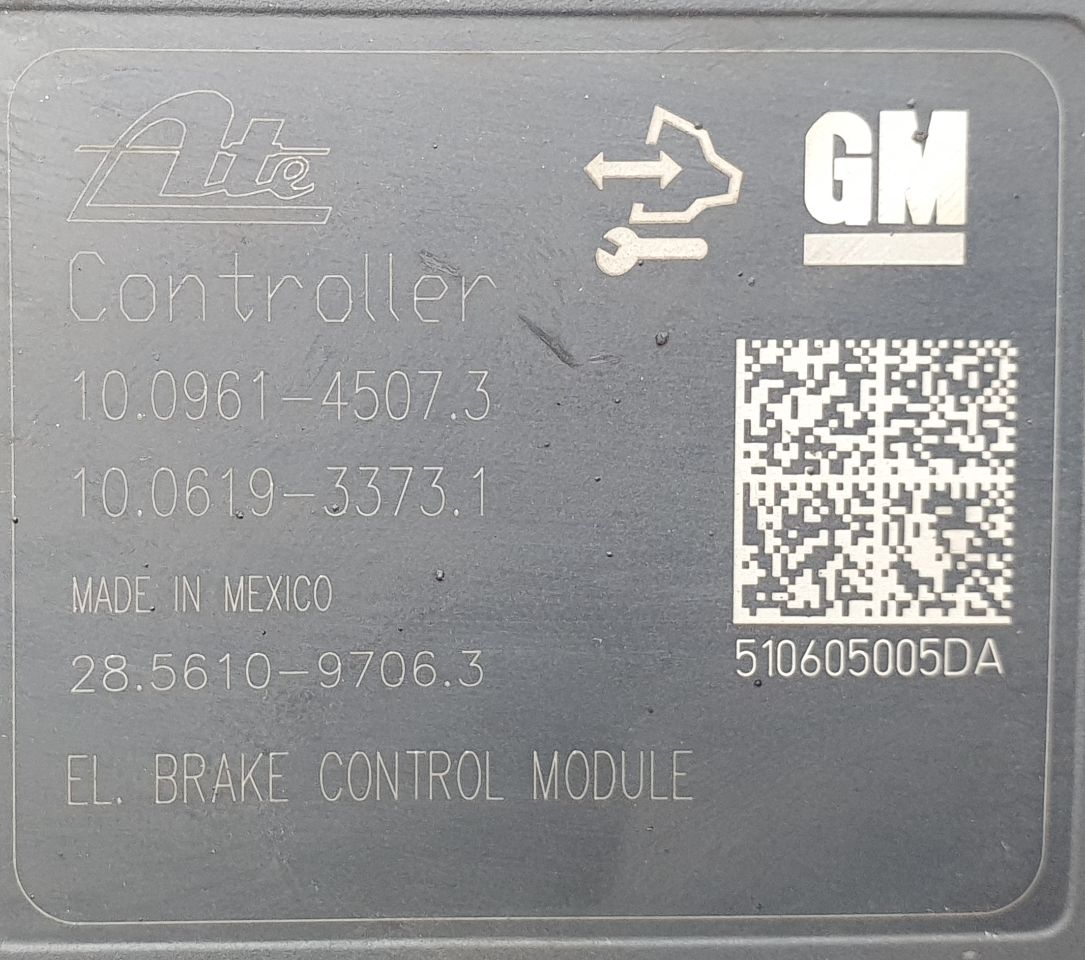 Ate
GM
Controller
10.0961-4507.3
10.0619-3373.1
MADE IN MEXICO
28.5610-9706.3
510605005DA
EL. BRAKE CONTROL MODULE